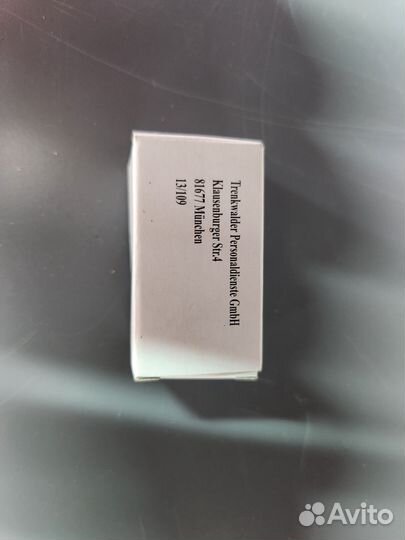 Trenkwalder Personaldienste GmbH
Klausenburger Str.4
81677 München
13/109
Avito